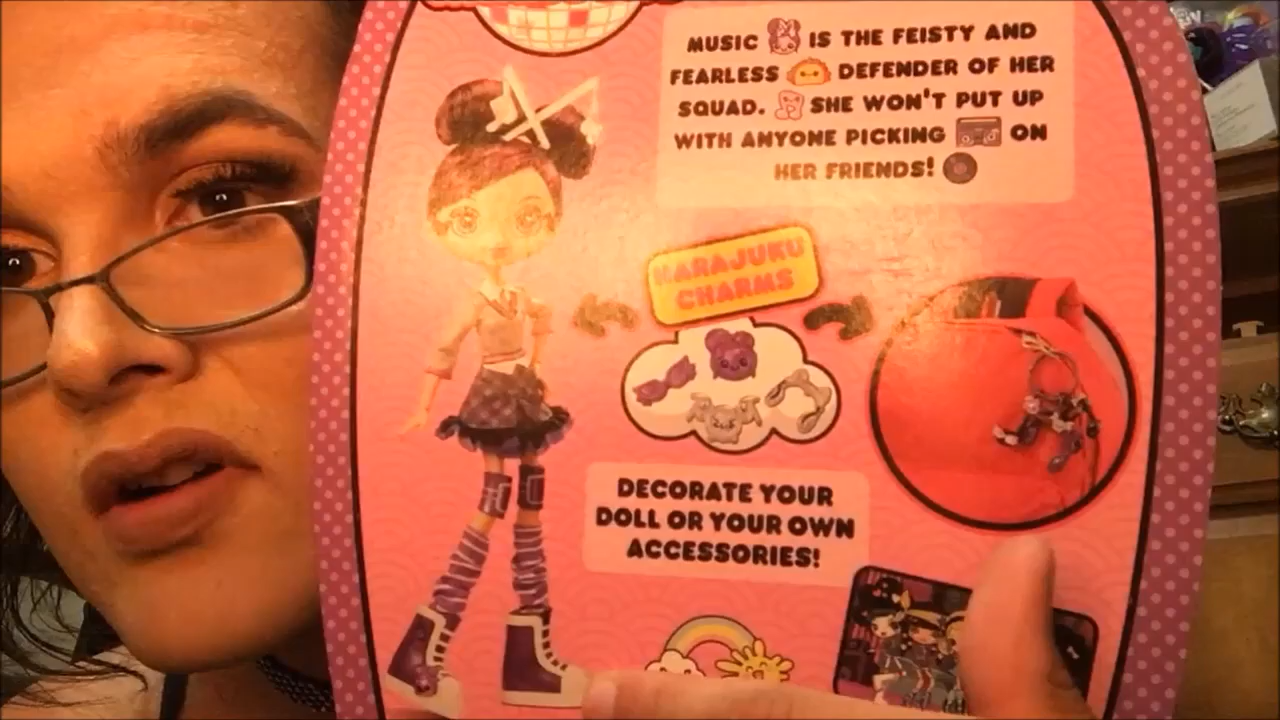 MUSIC IS THE FEISTY AND
FEARLESS DEFENDER OF HER
SQUAD. SHE WON'T PUT UP
WITH ANYONE PICKING ON
HER FRIENDS!
HARAJUKU
CHARMS
DECORATE YOUR
DOLL OR YOUR OWN
ACCESSORIES!